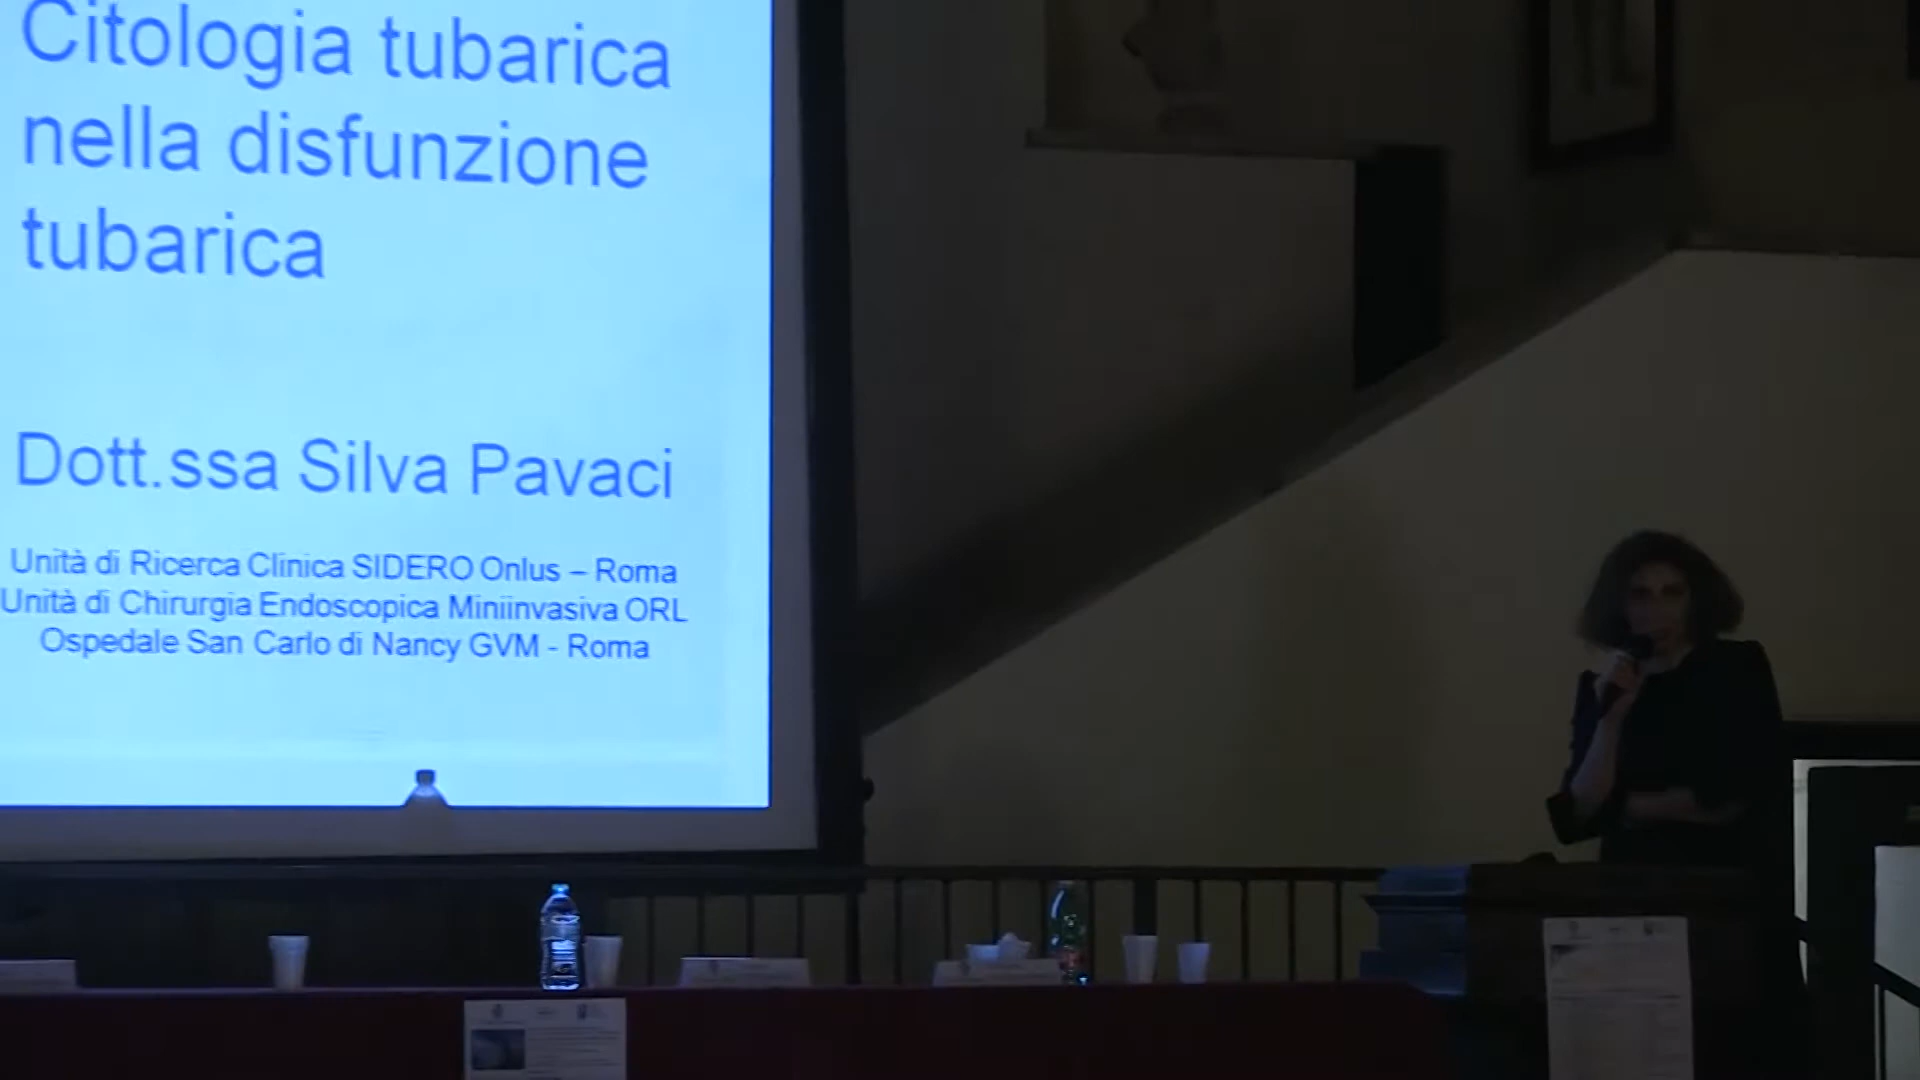 Citologia tubarica
nella disfunzione
tubarica
Dott.ssa Silva Pavaci
Unità di Ricerca Clinica SIDERO Onlus – Roma
Unità di Chirurgia Endoscopica Miniinvasiva ORL
Ospedale San Carlo di Nancy GVM - Roma